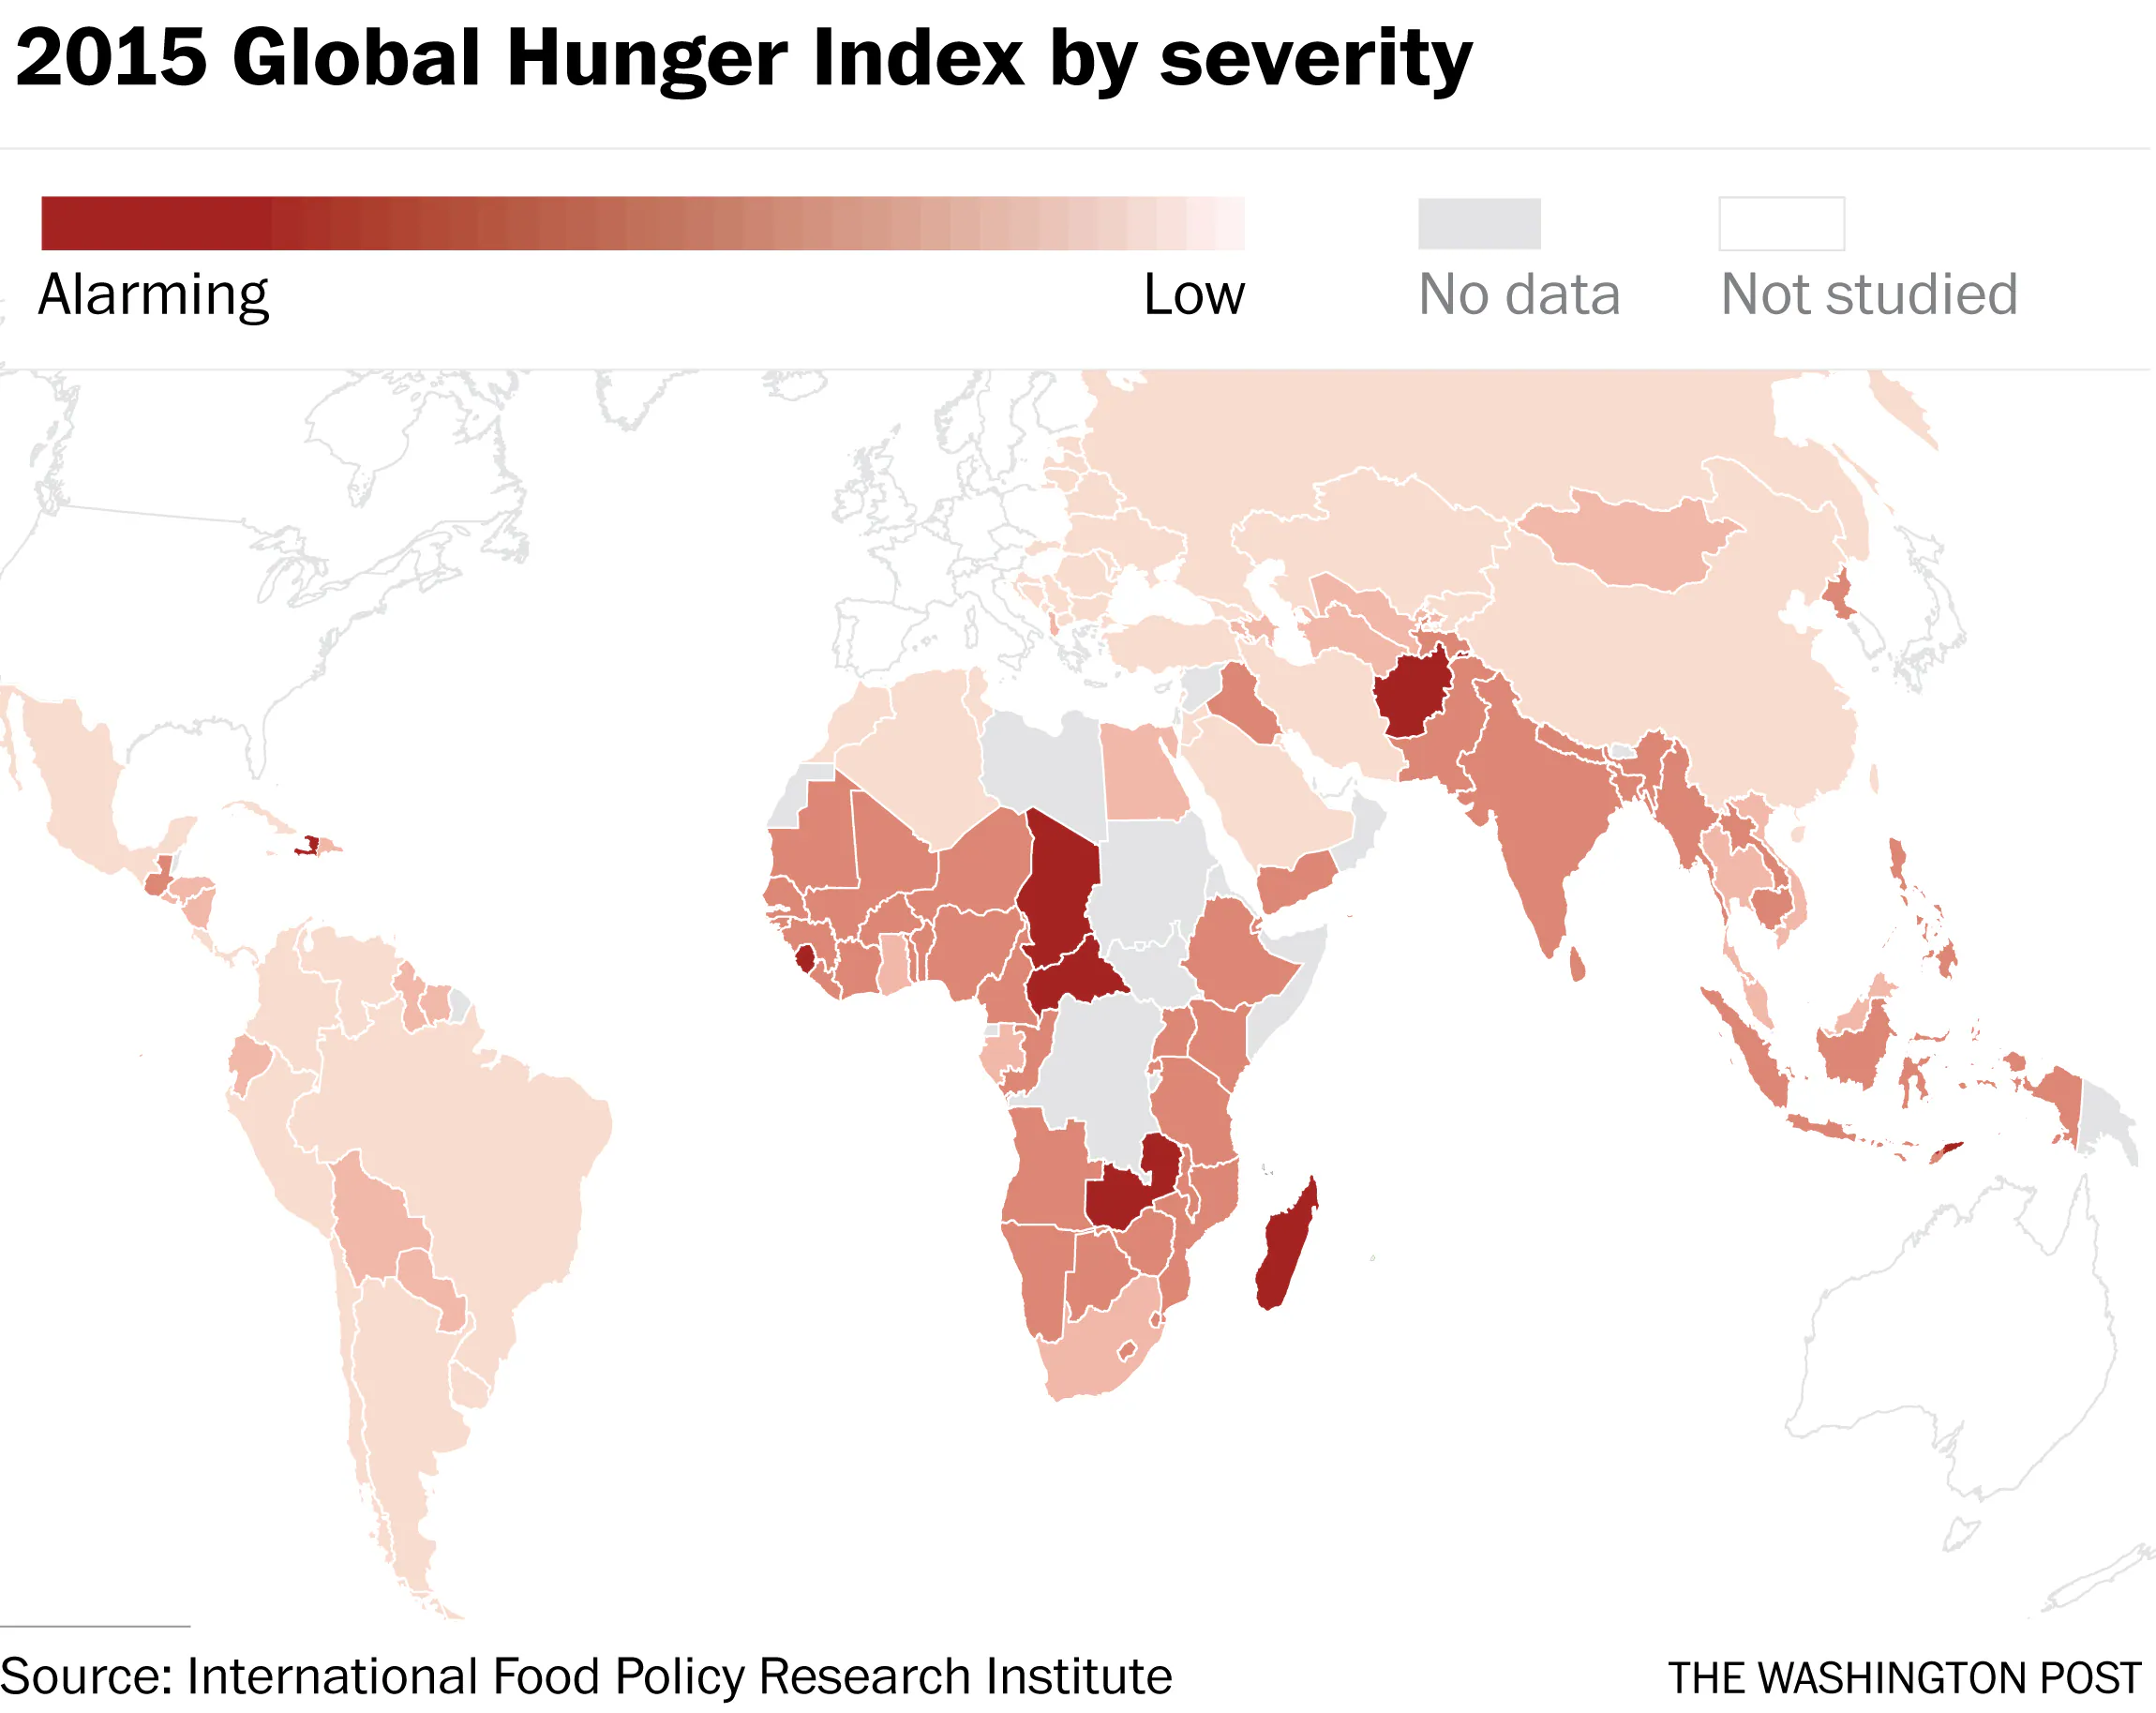 2015 Global Hunger Index by severity
Alarming
Low
No data
Not studied
Source: International Food Policy Research Institute
THE WASHINGTON POST